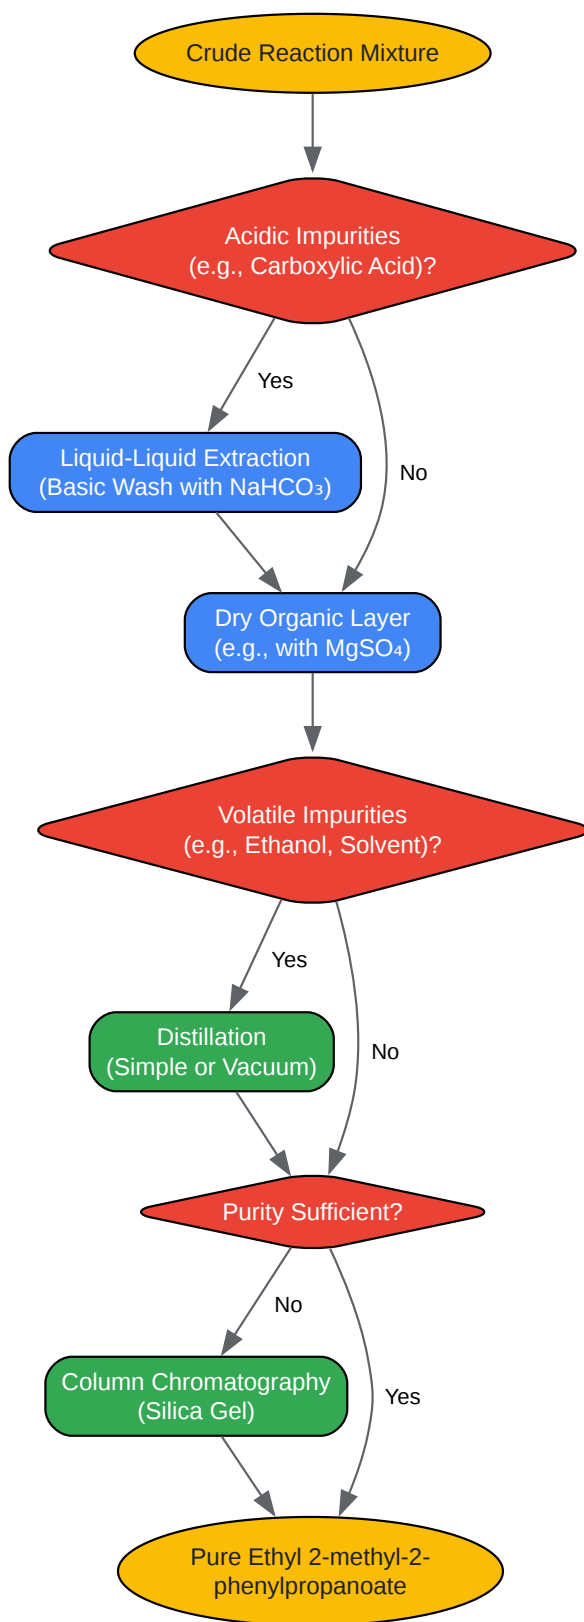 Crude Reaction Mixture
Acidic Impurities
(e.g., Carboxylic Acid)?
Yes
No
Liquid-Liquid Extraction
(Basic Wash with NaHCO₃)
Dry Organic Layer
(e.g., with MgSO₄)
Volatile Impurities
(e.g., Ethanol, Solvent)?
Yes
No
Distillation
(Simple or Vacuum)
Purity Sufficient?
No
Yes
Column Chromatography
(Silica Gel)
Pure Ethyl 2-methyl-2-
phenylpropanoate